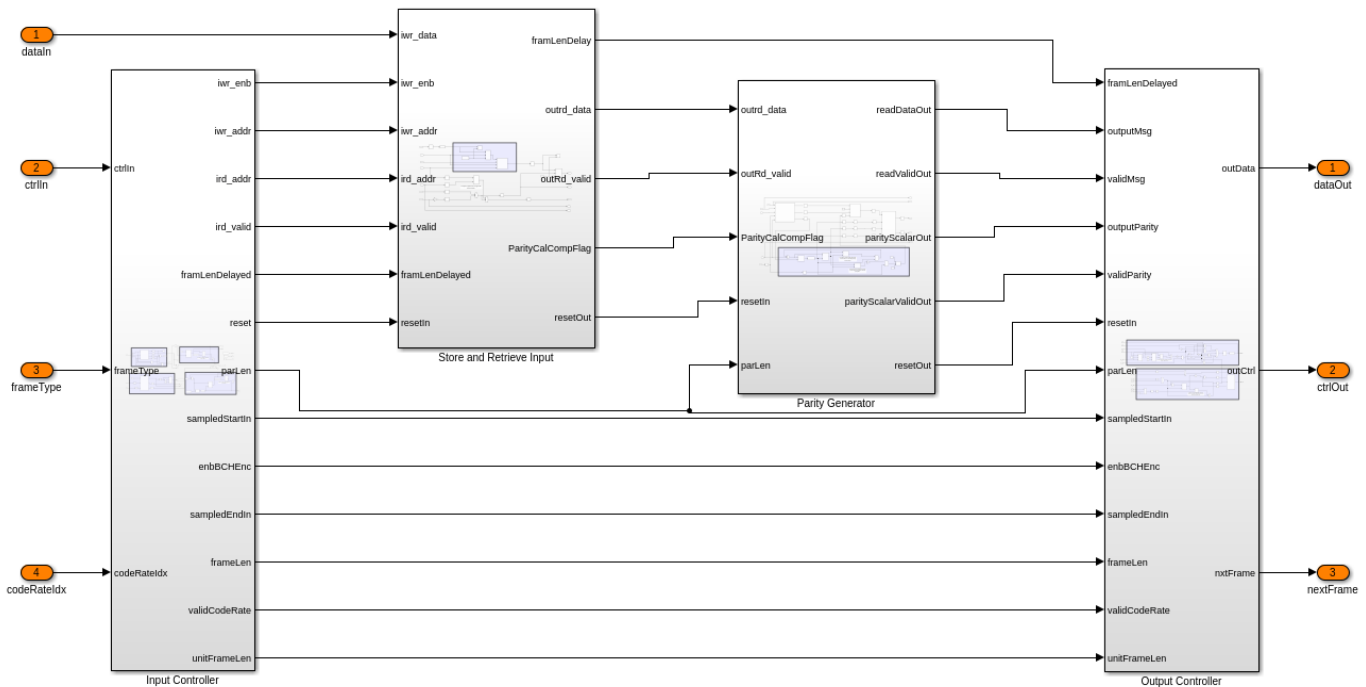 1
dataIn
2
ctrlIn
3
frameType
4
codeRateIdx
ctrlIn
frameType
codeRateIdx
iwr_enb
iwr_addr
ird_addr
ird_valid
framLenDelayed
reset
parLen
sampledStartIn
enbBCHEnc
sampledEndIn
frameLen
validCodeRate
unitFrameLen
Input Controller
iwr_data
iwr_enb
iwr_addr
ird_addr
ird_valid
framLenDelayed
resetIn
framLenDelay
outrd_data
outRd_valid
ParityCalCompFlag
resetOut
Store and Retrieve Input
outrd_data
outRd_valid
ParityCalCompFlag
resetIn
parLen
readDataOut
readValidOut
parityScalarOut
parityScalarValidOut
resetOut
Parity Generator
framLenDelayed
outputMsg
validMsg
outputParity
validParity
resetIn
parLen
sampledStartIn
enbBCHEnc
sampledEndIn
frameLen
validCodeRate
unitFrameLen
outData
outCtrl
nxtFrame
Output Controller
1
dataOut
2
ctrlOut
3
nextFrame